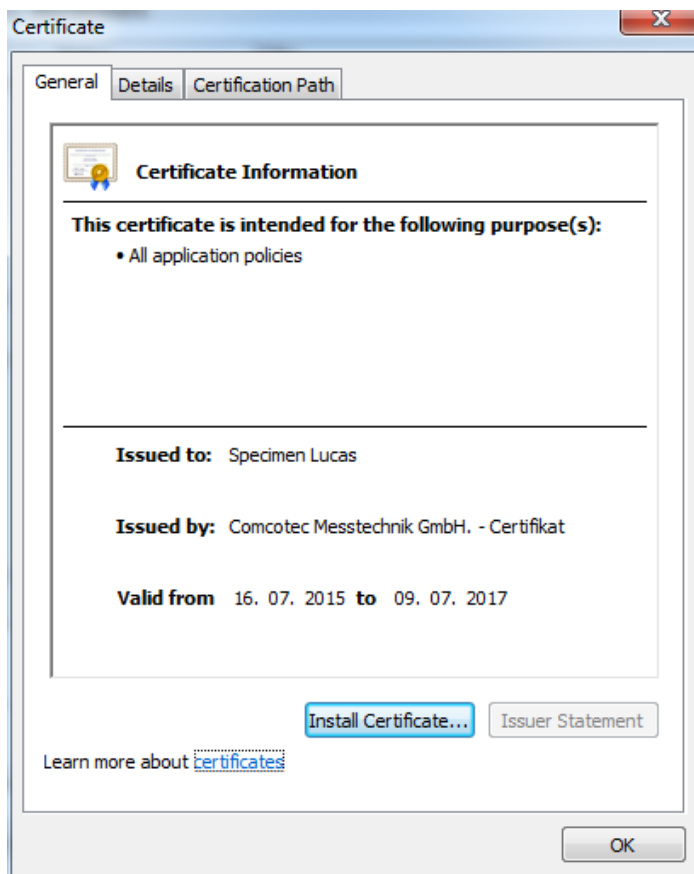 Certificate
General Details Certification Path
Certificate Information
This certificate is intended for the following purpose(s):
• All application policies
Issued to: Specimen Lucas
Issued by: Comcotec Messtechnik GmbH. - Certifikat
Valid from 16. 07. 2015 to 09. 07. 2017
Install Certificate... Issuer Statement
Learn more about certificates
OK